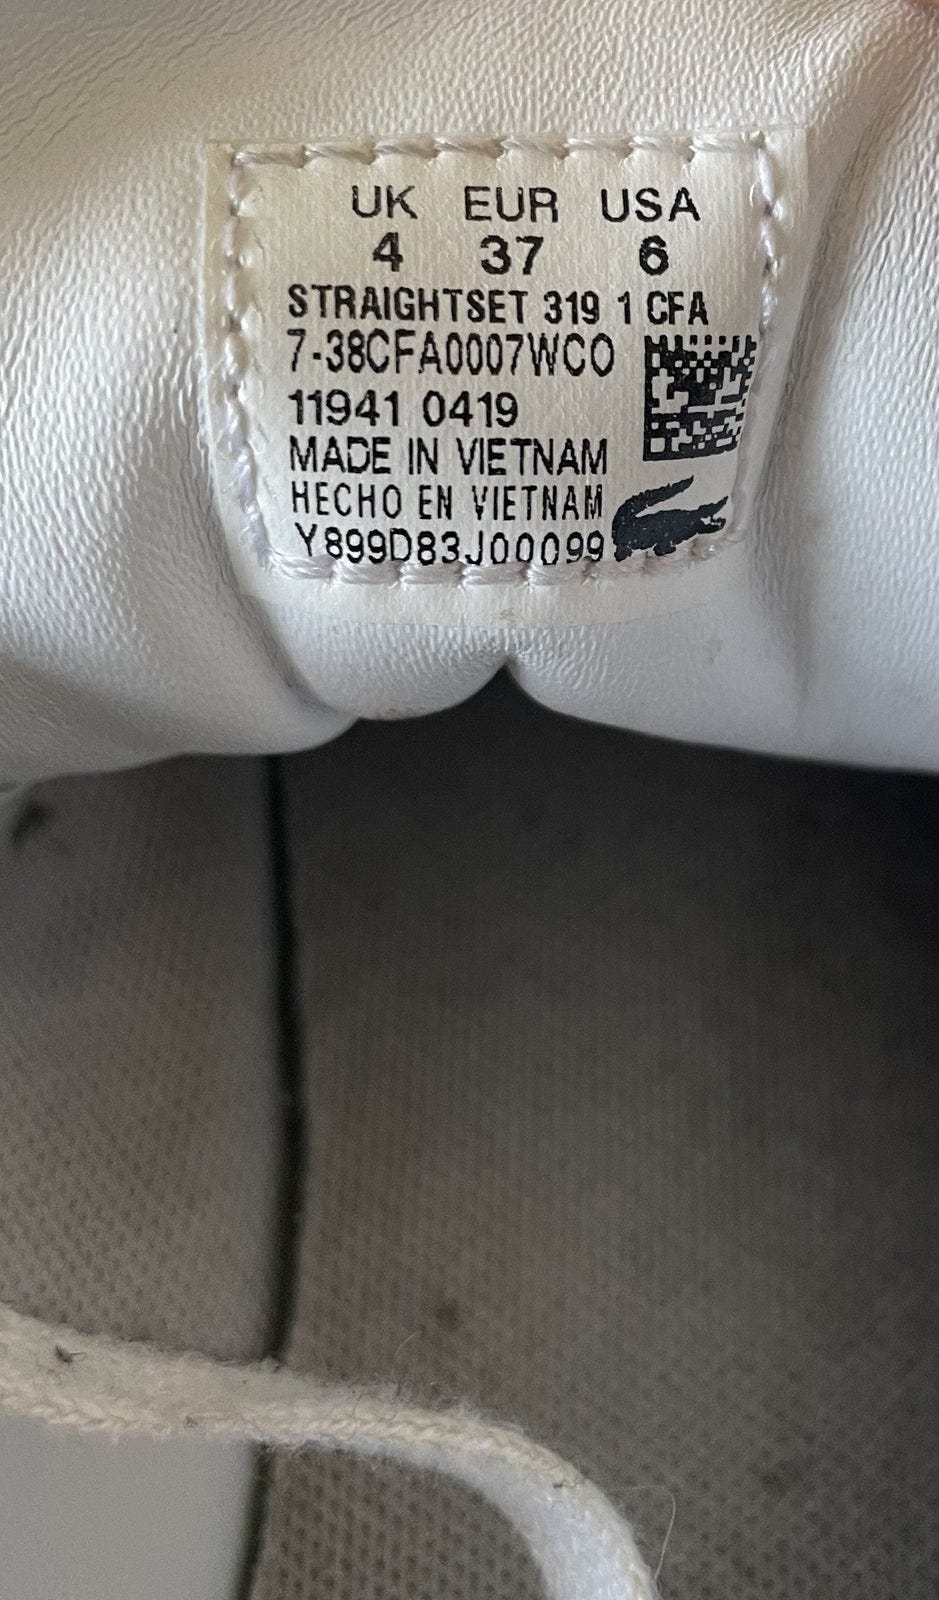 UK EUR USA
4 37 6
STRAIGHTSET 319 1 CFA
7-38CFA0007WCO
11941 0419
MADE IN VIETNAM
HECHO EN VIETNAM
Y899D83J00099